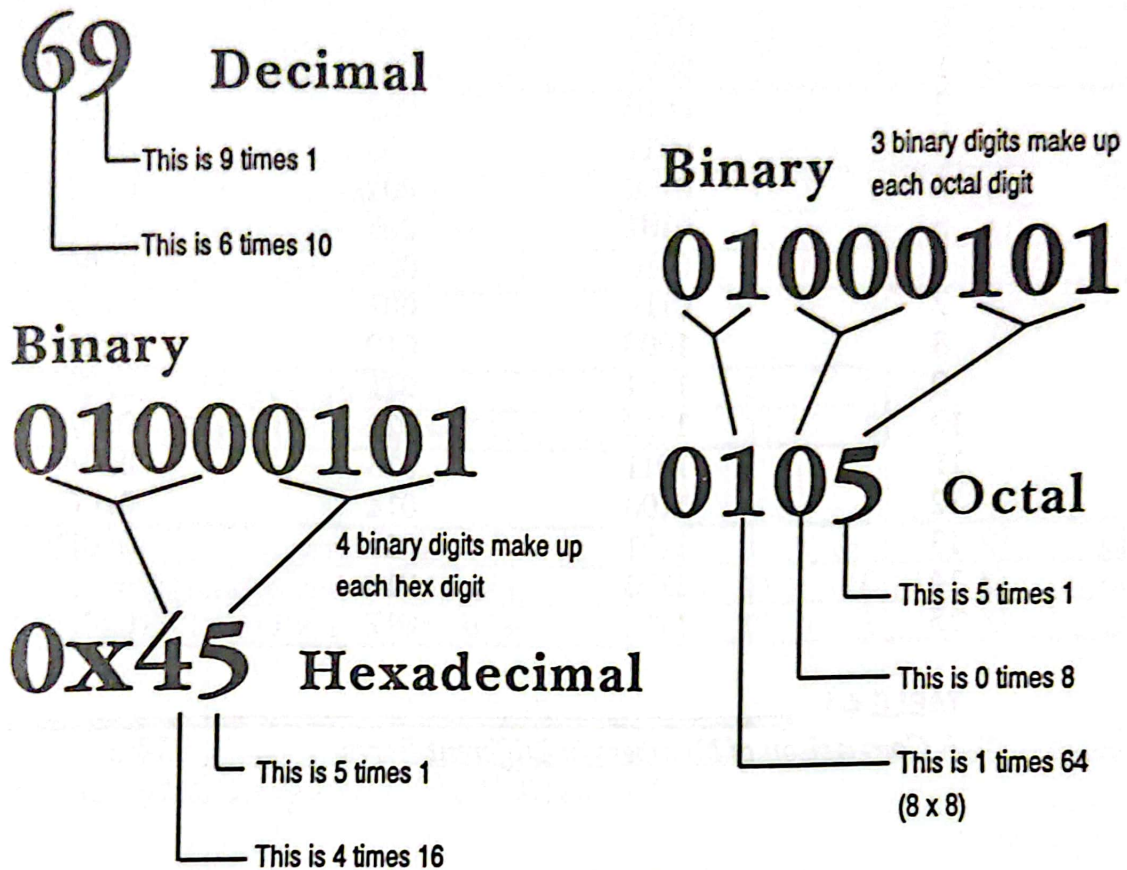 69 Decimal
This is 9 times 1
This is 6 times 10
Binary
01000101
4 binary digits make up
each hex digit
0x45 Hexadecimal
This is 5 times 1
This is 4 times 16
Binary
3 binary digits make up
each octal digit
01000101
0105 Octal
This is 5 times 1
This is 0 times 8
This is 1 times 64
(8 x 8)